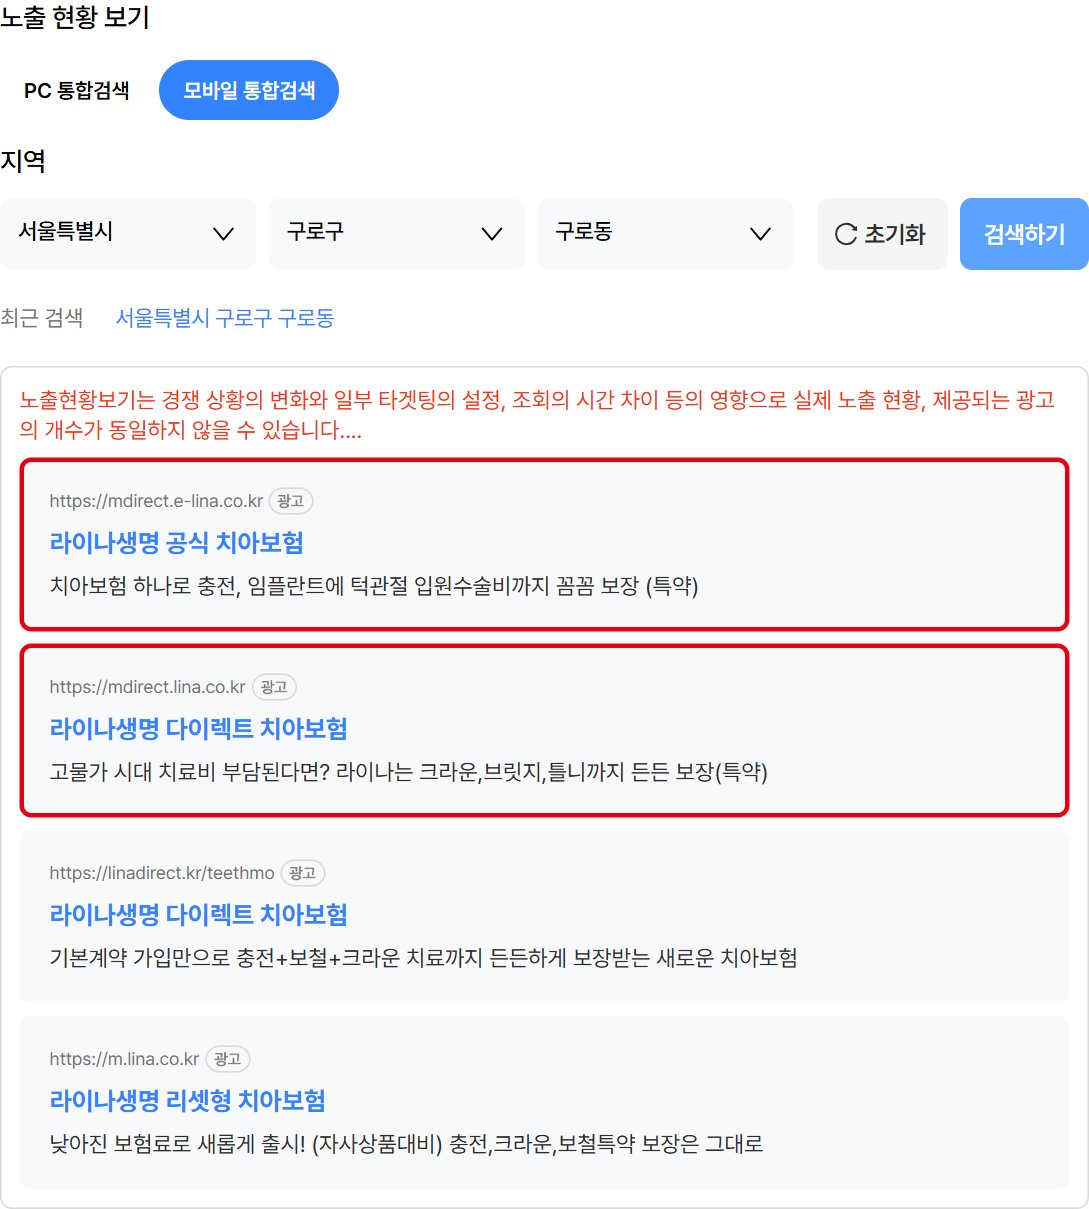 노출 현황 보기
PC 통합검색 모바일 통합검색
지역
서울특별시 구로구 구로동 초기화 검색하기
최근 검색 서울특별시 구로구 구로동
노출현황보기는 경쟁 상황의 변화와 일부 타겟팅의 설정, 조회의 시간 차이 등의 영향으로 실제 노출 현황, 제공되는 광고
의 개수가 동일하지 않을 수 있습니다....
https://mdirect.e-lina.co.kr 광고
라이나생명 공식 치아보험
치아보험 하나로 충전, 임플란트에 턱관절 입원수술비까지 꼼꼼 보장 (특약)
https://mdirect.lina.co.kr 광고
라이나생명 다이렉트 치아보험
고물가 시대 치료비 부담된다면? 라이나는 크라운,브릿지,틀니까지 든든 보장(특약)
https://linadirect.kr/teethmo 광고
라이나생명 다이렉트 치아보험
기본계약 가입만으로 충전+보철+크라운 치료까지 든든하게 보장받는 새로운 치아보험
https://m.lina.co.kr 광고
라이나생명 리셋형 치아보험
낮아진 보험료로 새롭게 출시! (자사상품대비) 충전,크라운,보철특약 보장은 그대로